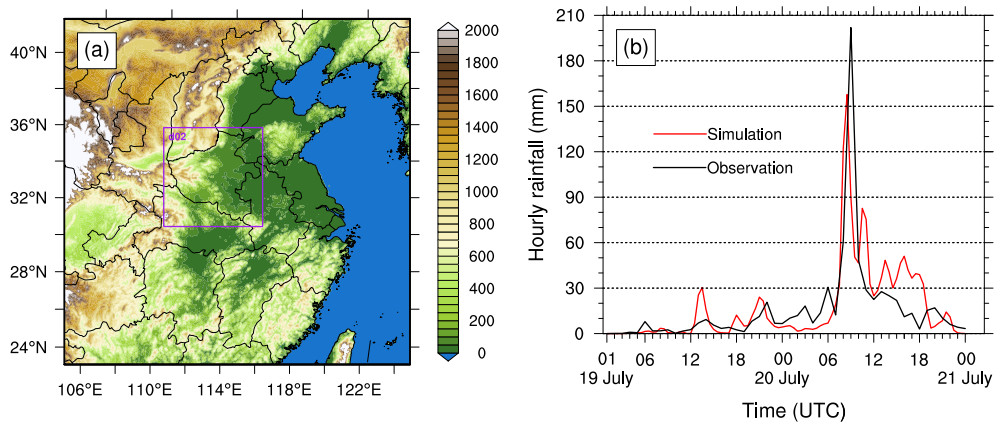 (a)
d02
40°N
36°N
32°N
28°N
24°N
106°E 110°E 114°E 118°E 122°E
2000
1800
1600
1400
1200
1000
800
600
400
200
0
(b)
Hourly rainfall (mm)
210
180
150
120
90
60
30
0
Simulation
Observation
01 06 12 18 00 06 12 18 00
19 July 20 July 21 July
Time (UTC)